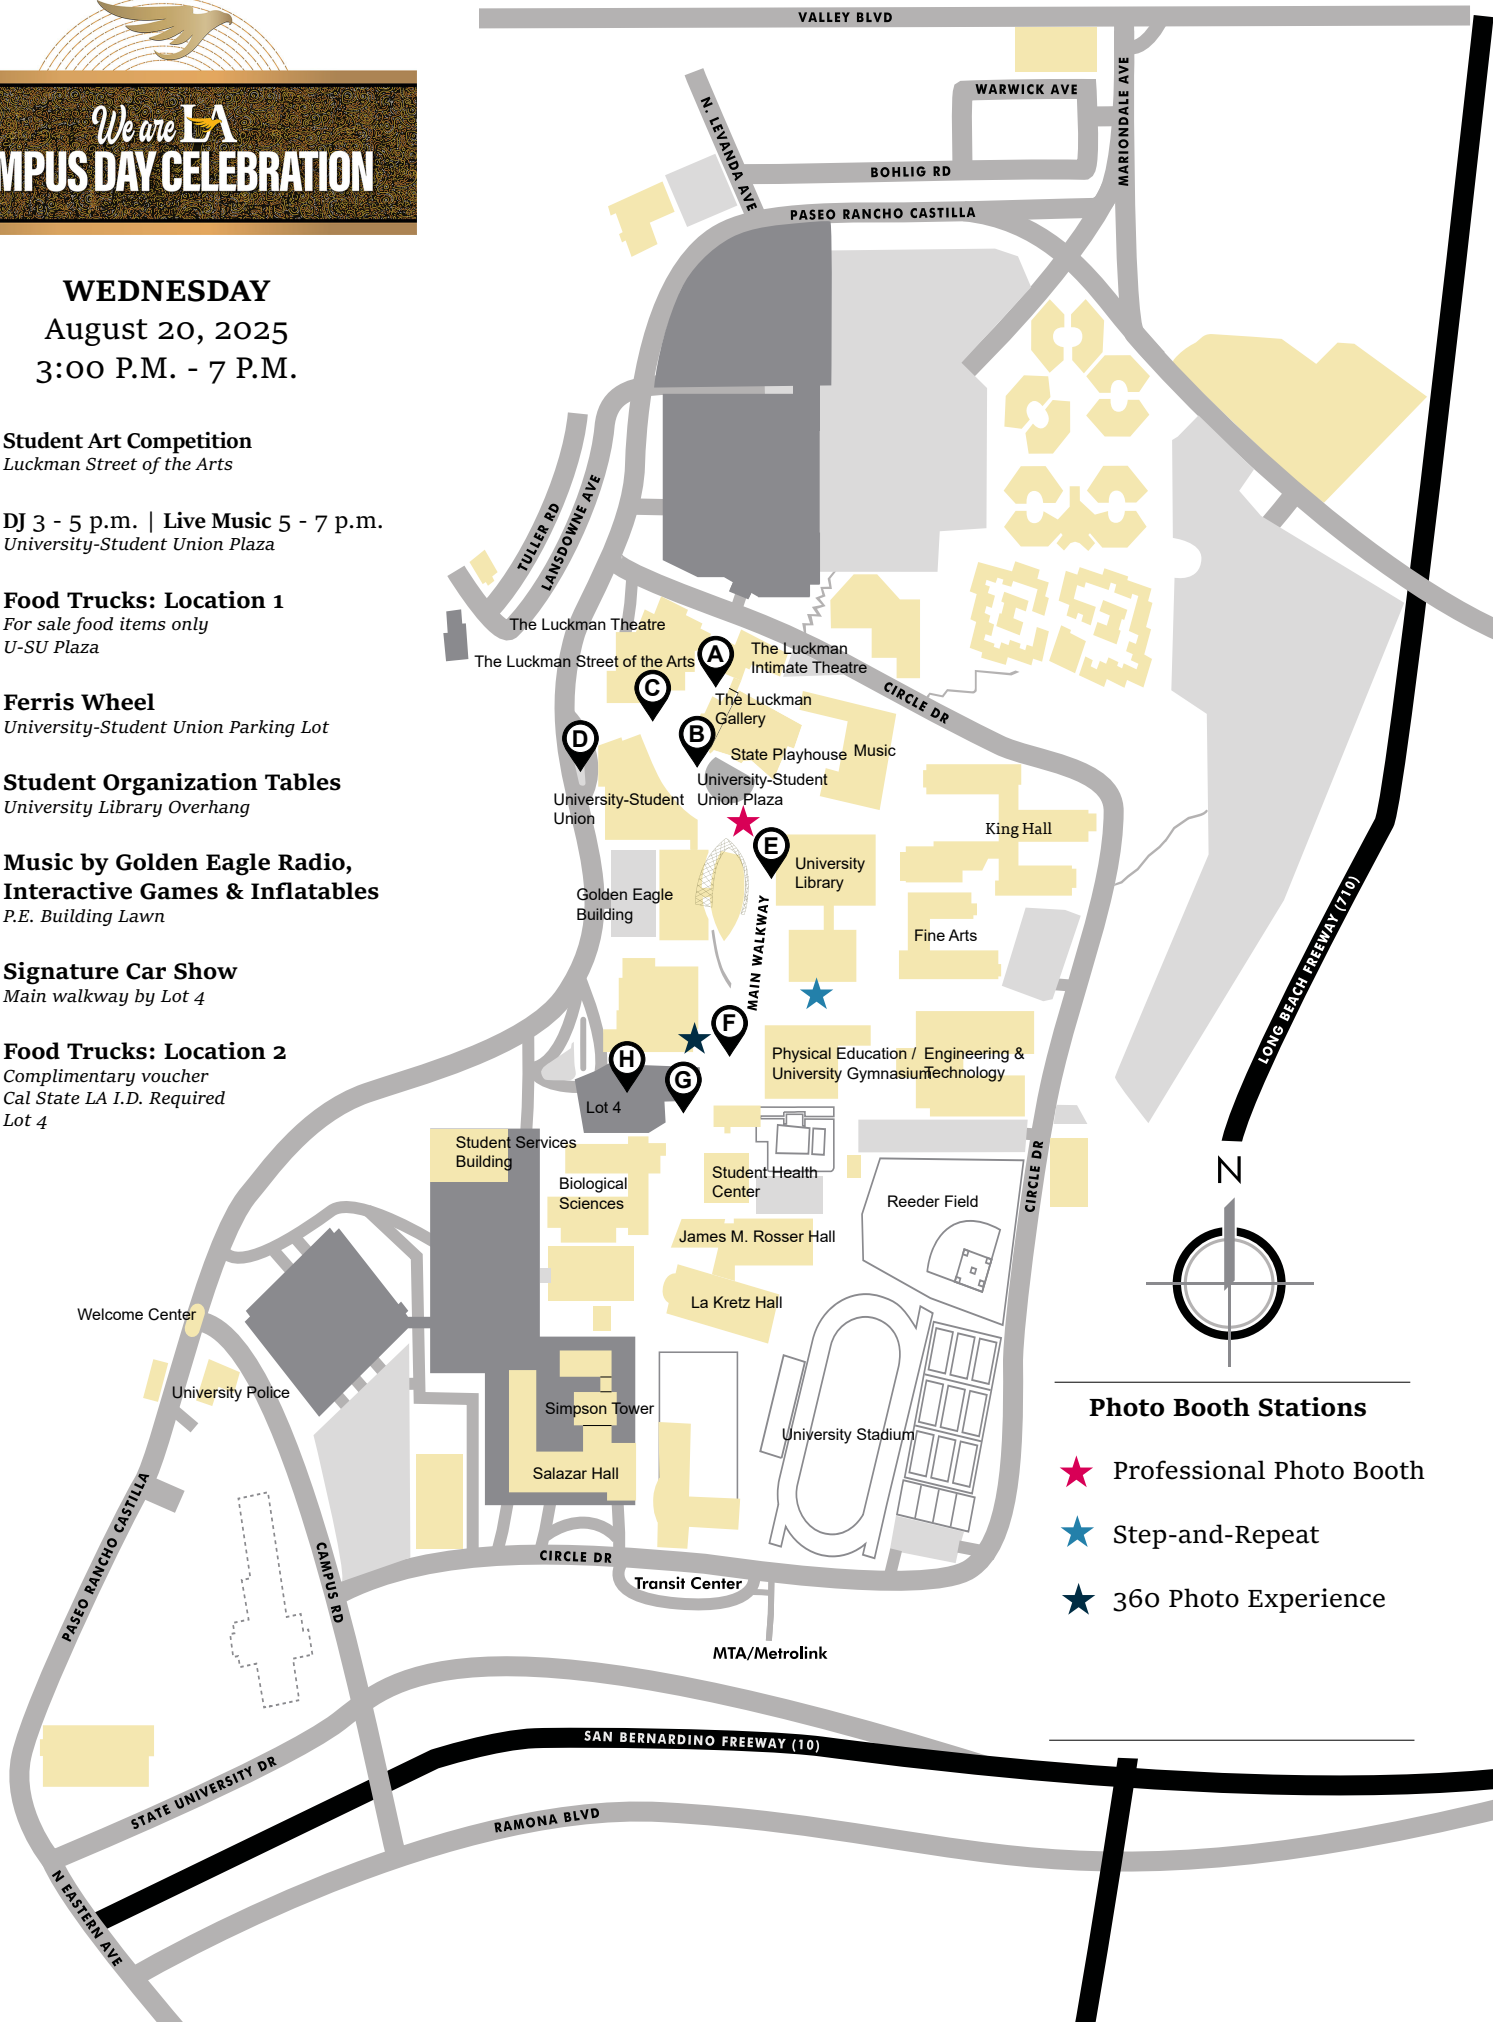 We are LA
MPUS DAY CELEBRATION
WEDNESDAY
August 20, 2025
3:00 P.M. - 7 P.M.
Student Art Competition
Luckman Street of the Arts
DJ 3 - 5 p.m. | Live Music 5 - 7 p.m.
University-Student Union Plaza
Food Trucks: Location 1
For sale food items only
U-SU Plaza
Ferris Wheel
University-Student Union Parking Lot
Student Organization Tables
University Library Overhang
Music by Golden Eagle Radio,
Interactive Games & Inflatables
P.E. Building Lawn
Signature Car Show
Main walkway by Lot 4
Food Trucks: Location 2
Complimentary voucher
Cal State LA I.D. Required
Lot 4
VALLEY BLVD
WARWICK AVE
MARIONDALE AVE
N. LEVANDA AVE
BOHLIG RD
PASEO RANCHO CASTILLA
TULLER RD
LANSDOWNE AVE
The Luckman Theatre
The Luckman Street of the Arts
A
The Luckman
Intimate Theatre
C
The Luckman
Gallery
CIRCLE DR
D
B
State Playhouse
Music
University-Student
Union Plaza
University-Student
Union
King Hall
E
University
Library
Golden Eagle
Building
MAIN WALKWAY
Fine Arts
LONG BEACH FREEWAY (710)
F
H
G
Physical Education /
University Gymnasium
Engineering &
Technology
Lot 4
Student Services
Building
Biological
Sciences
Student Health
Center
Reeder Field
CIRCLE DR
N
James M. Rosser Hall
La Kretz Hall
Welcome Center
University Police
Simpson Tower
University Stadium
Salazar Hall
Photo Booth Stations
Professional Photo Booth
Step-and-Repeat
360 Photo Experience
PASEO RANCHO CASTILLA
CAMPUS RD
CIRCLE DR
Transit Center
MTA/Metrolink
SAN BERNARDINO FREEWAY (10)
STATE UNIVERSITY DR
RAMONA BLVD
N EASTERN AVE